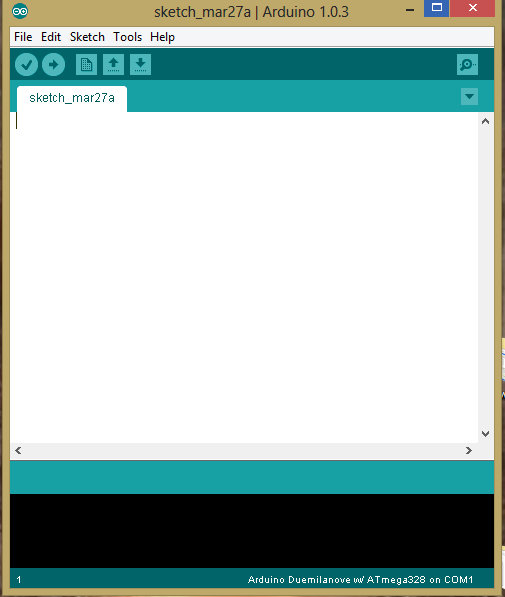 sketch_mar27a | Arduino 1.0.3
File Edit Sketch Tools Help
sketch_mar27a
1 Arduino Duemilanove w/ ATmega328 on COM1